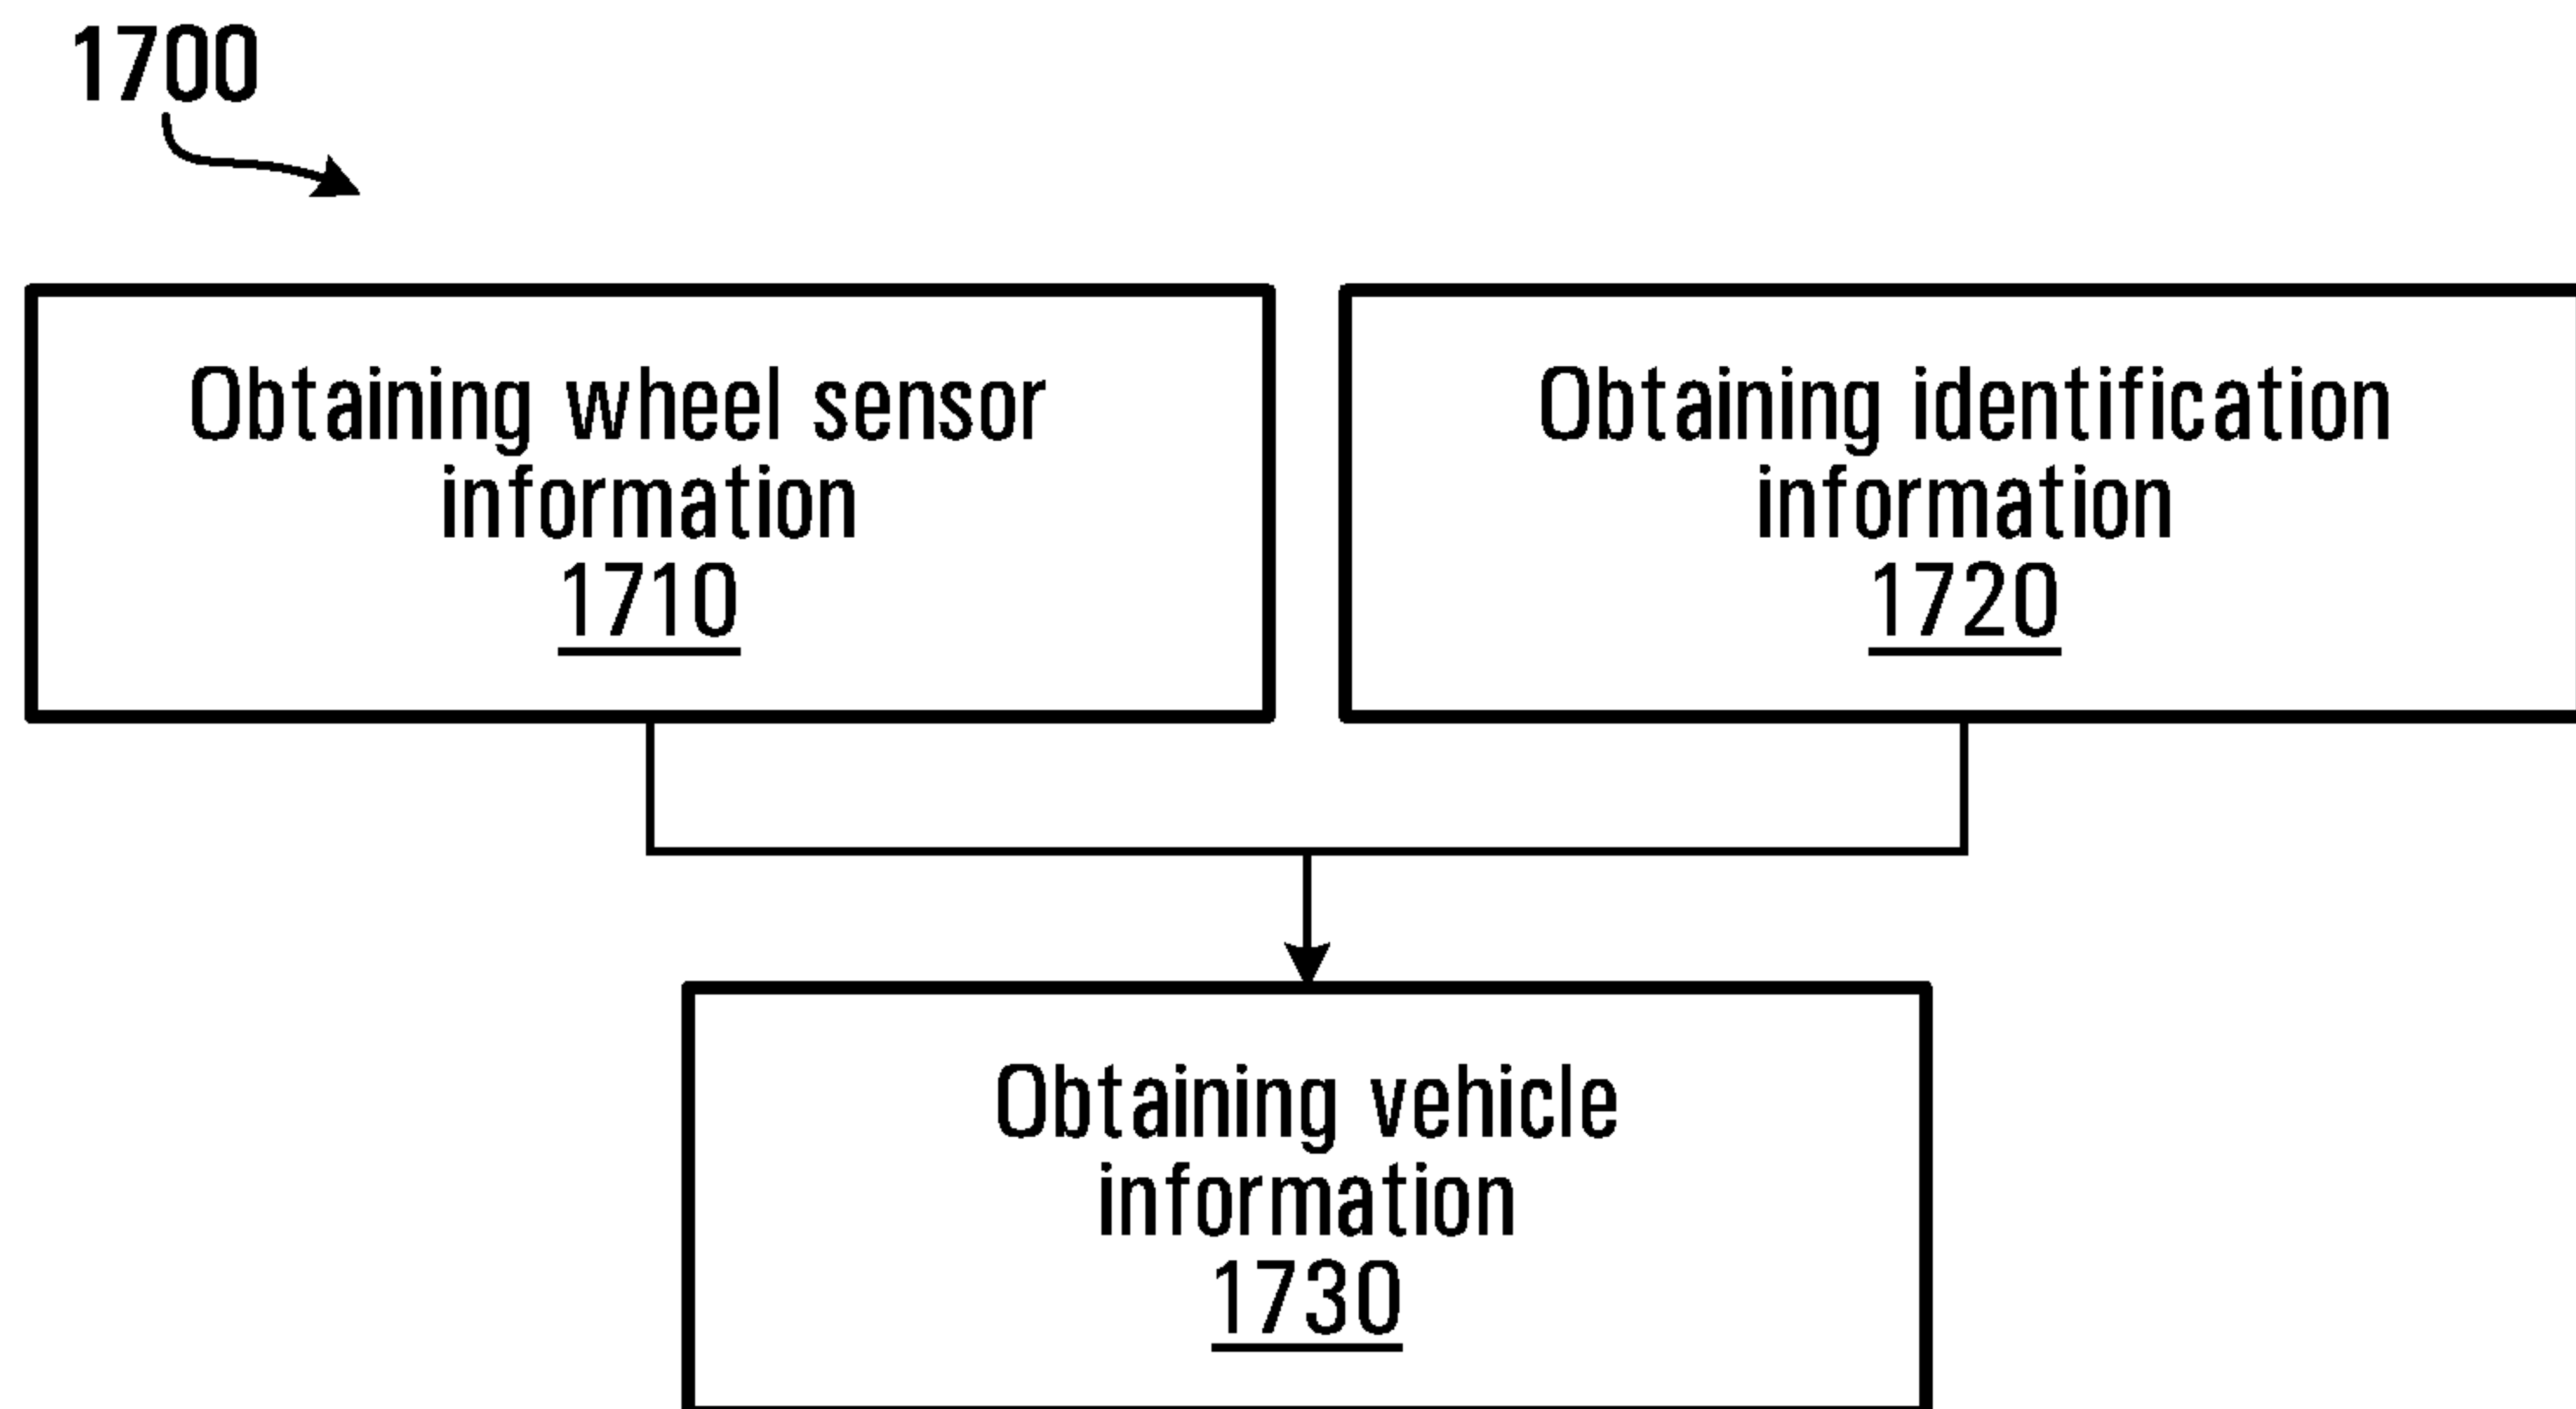 1700
Obtaining wheel sensor
information
1710
Obtaining identification
information
1720
Obtaining vehicle
information
1730